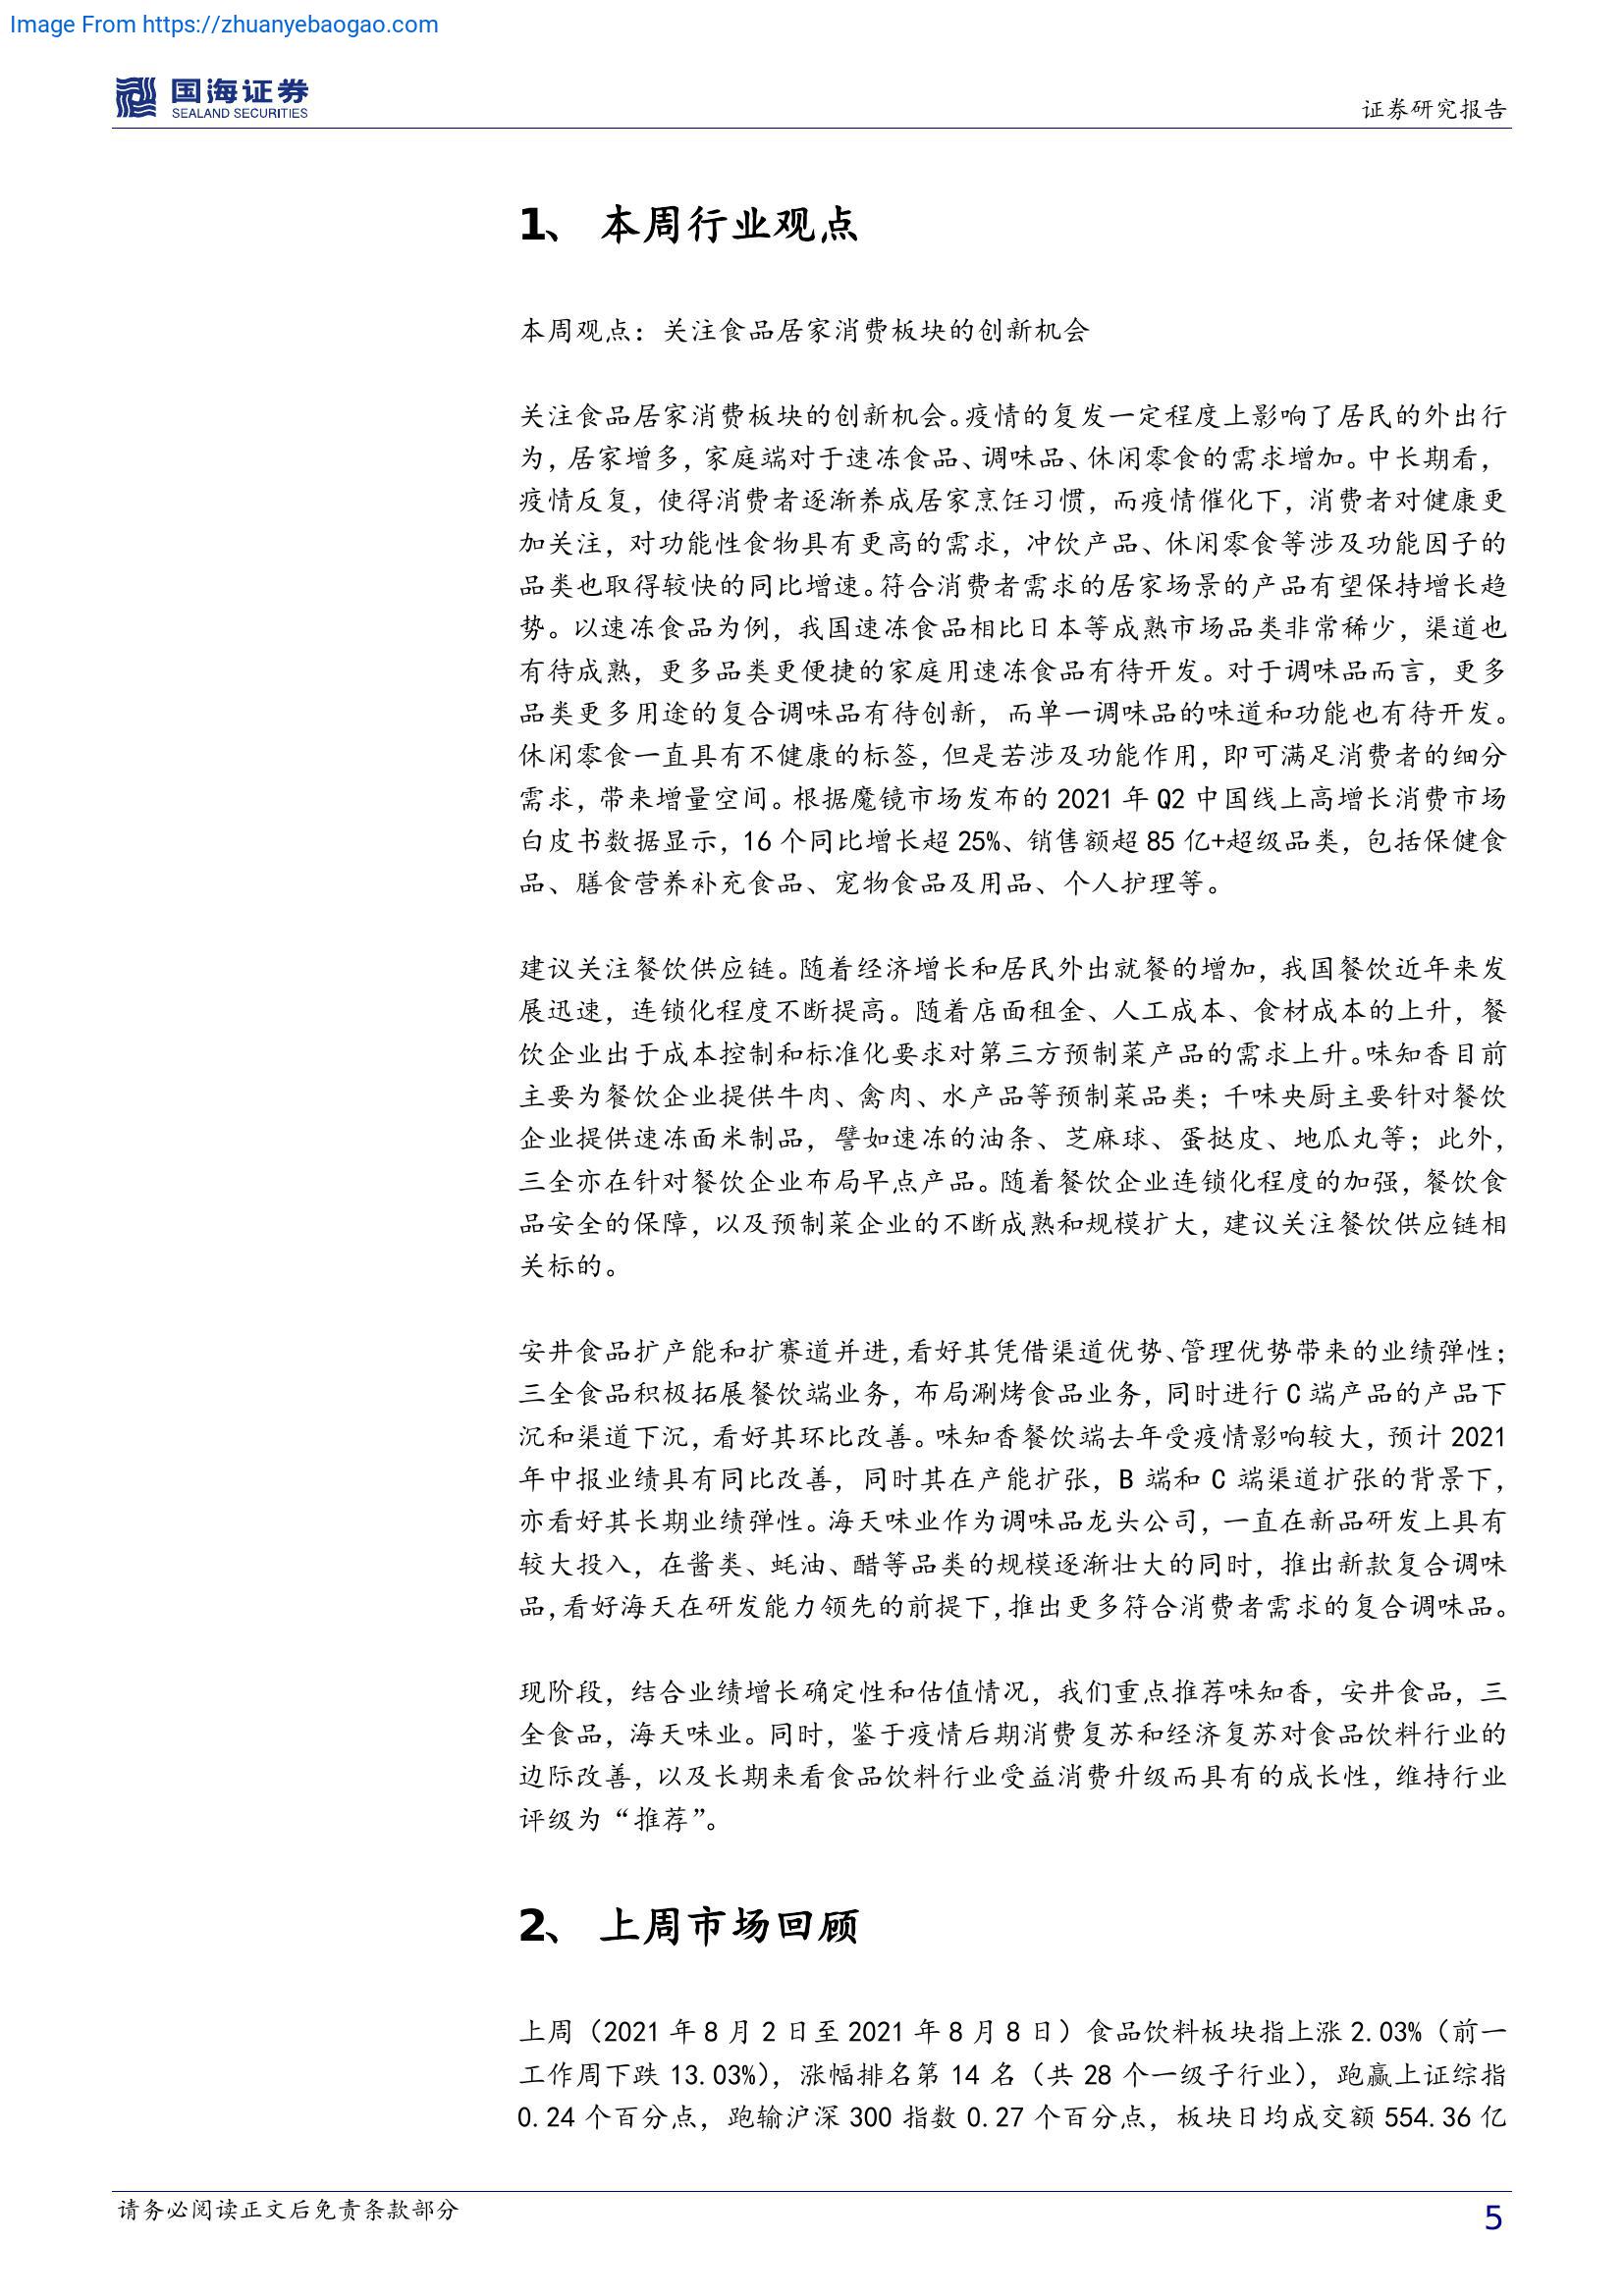 Image From https://zhuanyebaogao.com
国海证券
SEALAND SECURITIES
证券研究报告
1、 本周行业观点
本周观点：关注食品居家消费板块的创新机会
关注食品居家消费板块的创新机会。疫情的复发一定程度上影响了居民的外出行
为，居家增多，家庭端对于速冻食品、调味品、休闲零食的需求增加。中长期看，
疫情反复，使得消费者逐渐养成居家烹饪习惯，而疫情催化下，消费者对健康更
加关注，对功能性食物具有更高的需求，冲饮产品、休闲零食等涉及功能因子的
品类也取得较快的同比增速。符合消费者需求的居家场景的产品有望保持增长趋
势。以速冻食品为例，我国速冻食品相比日本等成熟市场品类非常稀少，渠道也
有待成熟，更多品类更便捷的家庭用速冻食品有待开发。对于调味品而言，更多
品类更多用途的复合调味品有待创新，而单一调味品的味道和功能也有待开发。
休闲零食一直具有不健康的标签，但是若涉及功能作用，即可满足消费者的细分
需求，带来增量空间。根据魔镜市场发布的 2021 年 Q2 中国线上高增长消费市场
白皮书数据显示，16 个同比增长超 25%、销售额超 85 亿+超级品类，包括保健食
品、膳食营养补充食品、宠物食品及用品、个人护理等。
建议关注餐饮供应链。随着经济增长和居民外出就餐的增加，我国餐饮近年来发
展迅速，连锁化程度不断提高。随着店面租金、人工成本、食材成本的上升，餐
饮企业出于成本控制和标准化要求对第三方预制菜产品的需求上升。味知香目前
主要为餐饮企业提供牛肉、禽肉、水产品等预制菜品类；千味央厨主要针对餐饮
企业提供速冻面米制品，譬如速冻的油条、芝麻球、蛋挞皮、地瓜丸等；此外，
三全亦在针对餐饮企业布局早点产品。随着餐饮企业连锁化程度的加强，餐饮食
品安全的保障，以及预制菜企业的不断成熟和规模扩大，建议关注餐饮供应链相
关标的。
安井食品扩产能和扩赛道并进，看好其凭借渠道优势、管理优势带来的业绩弹性；
三全食品积极拓展餐饮端业务，布局涮烤食品业务，同时进行 C 端产品的产品下
沉和渠道下沉，看好其环比改善。味知香餐饮端去年受疫情影响较大，预计 2021
年中报业绩具有同比改善，同时其在产能扩张，B 端和 C 端渠道扩张的背景下，
亦看好其长期业绩弹性。海天味业作为调味品龙头公司，一直在新品研发上具有
较大投入，在酱类、蚝油、醋等品类的规模逐渐壮大的同时，推出新款复合调味
品，看好海天在研发能力领先的前提下，推出更多符合消费者需求的复合调味品。
现阶段，结合业绩增长确定性和估值情况，我们重点推荐味知香，安井食品，三
全食品，海天味业。同时，鉴于疫情后期消费复苏和经济复苏对食品饮料行业的
边际改善，以及长期来看食品饮料行业受益消费升级而具有的成长性，维持行业
评级为“推荐”。
2、 上周市场回顾
上周（2021 年 8 月 2 日至 2021 年 8 月 8 日）食品饮料板块指上涨 2.03%（前一
工作周下跌 13.03%），涨幅排名第 14 名（共 28 个一级子行业），跑赢上证综指
0.24 个百分点，跑输沪深 300 指数 0.27 个百分点，板块日均成交额 554.36 亿
请务必阅读正文后免责条款部分
5